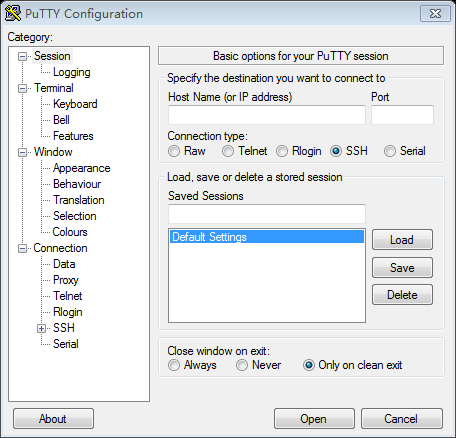 PuTTY Configuration
Category:
Session
Logging
Terminal
Keyboard
Bell
Features
Window
Appearance
Behaviour
Translation
Selection
Colours
Connection
Data
Proxy
Telnet
Rlogin
SSH
Serial
Basic options for your PuTTY session
Specify the destination you want to connect to
Host Name (or IP address) Port
Connection type:
Raw Telnet Rlogin SSH Serial
Load, save or delete a stored session
Saved Sessions
Default Settings
Load
Save
Delete
Close window on exit:
Always Never Only on clean exit
About Open Cancel